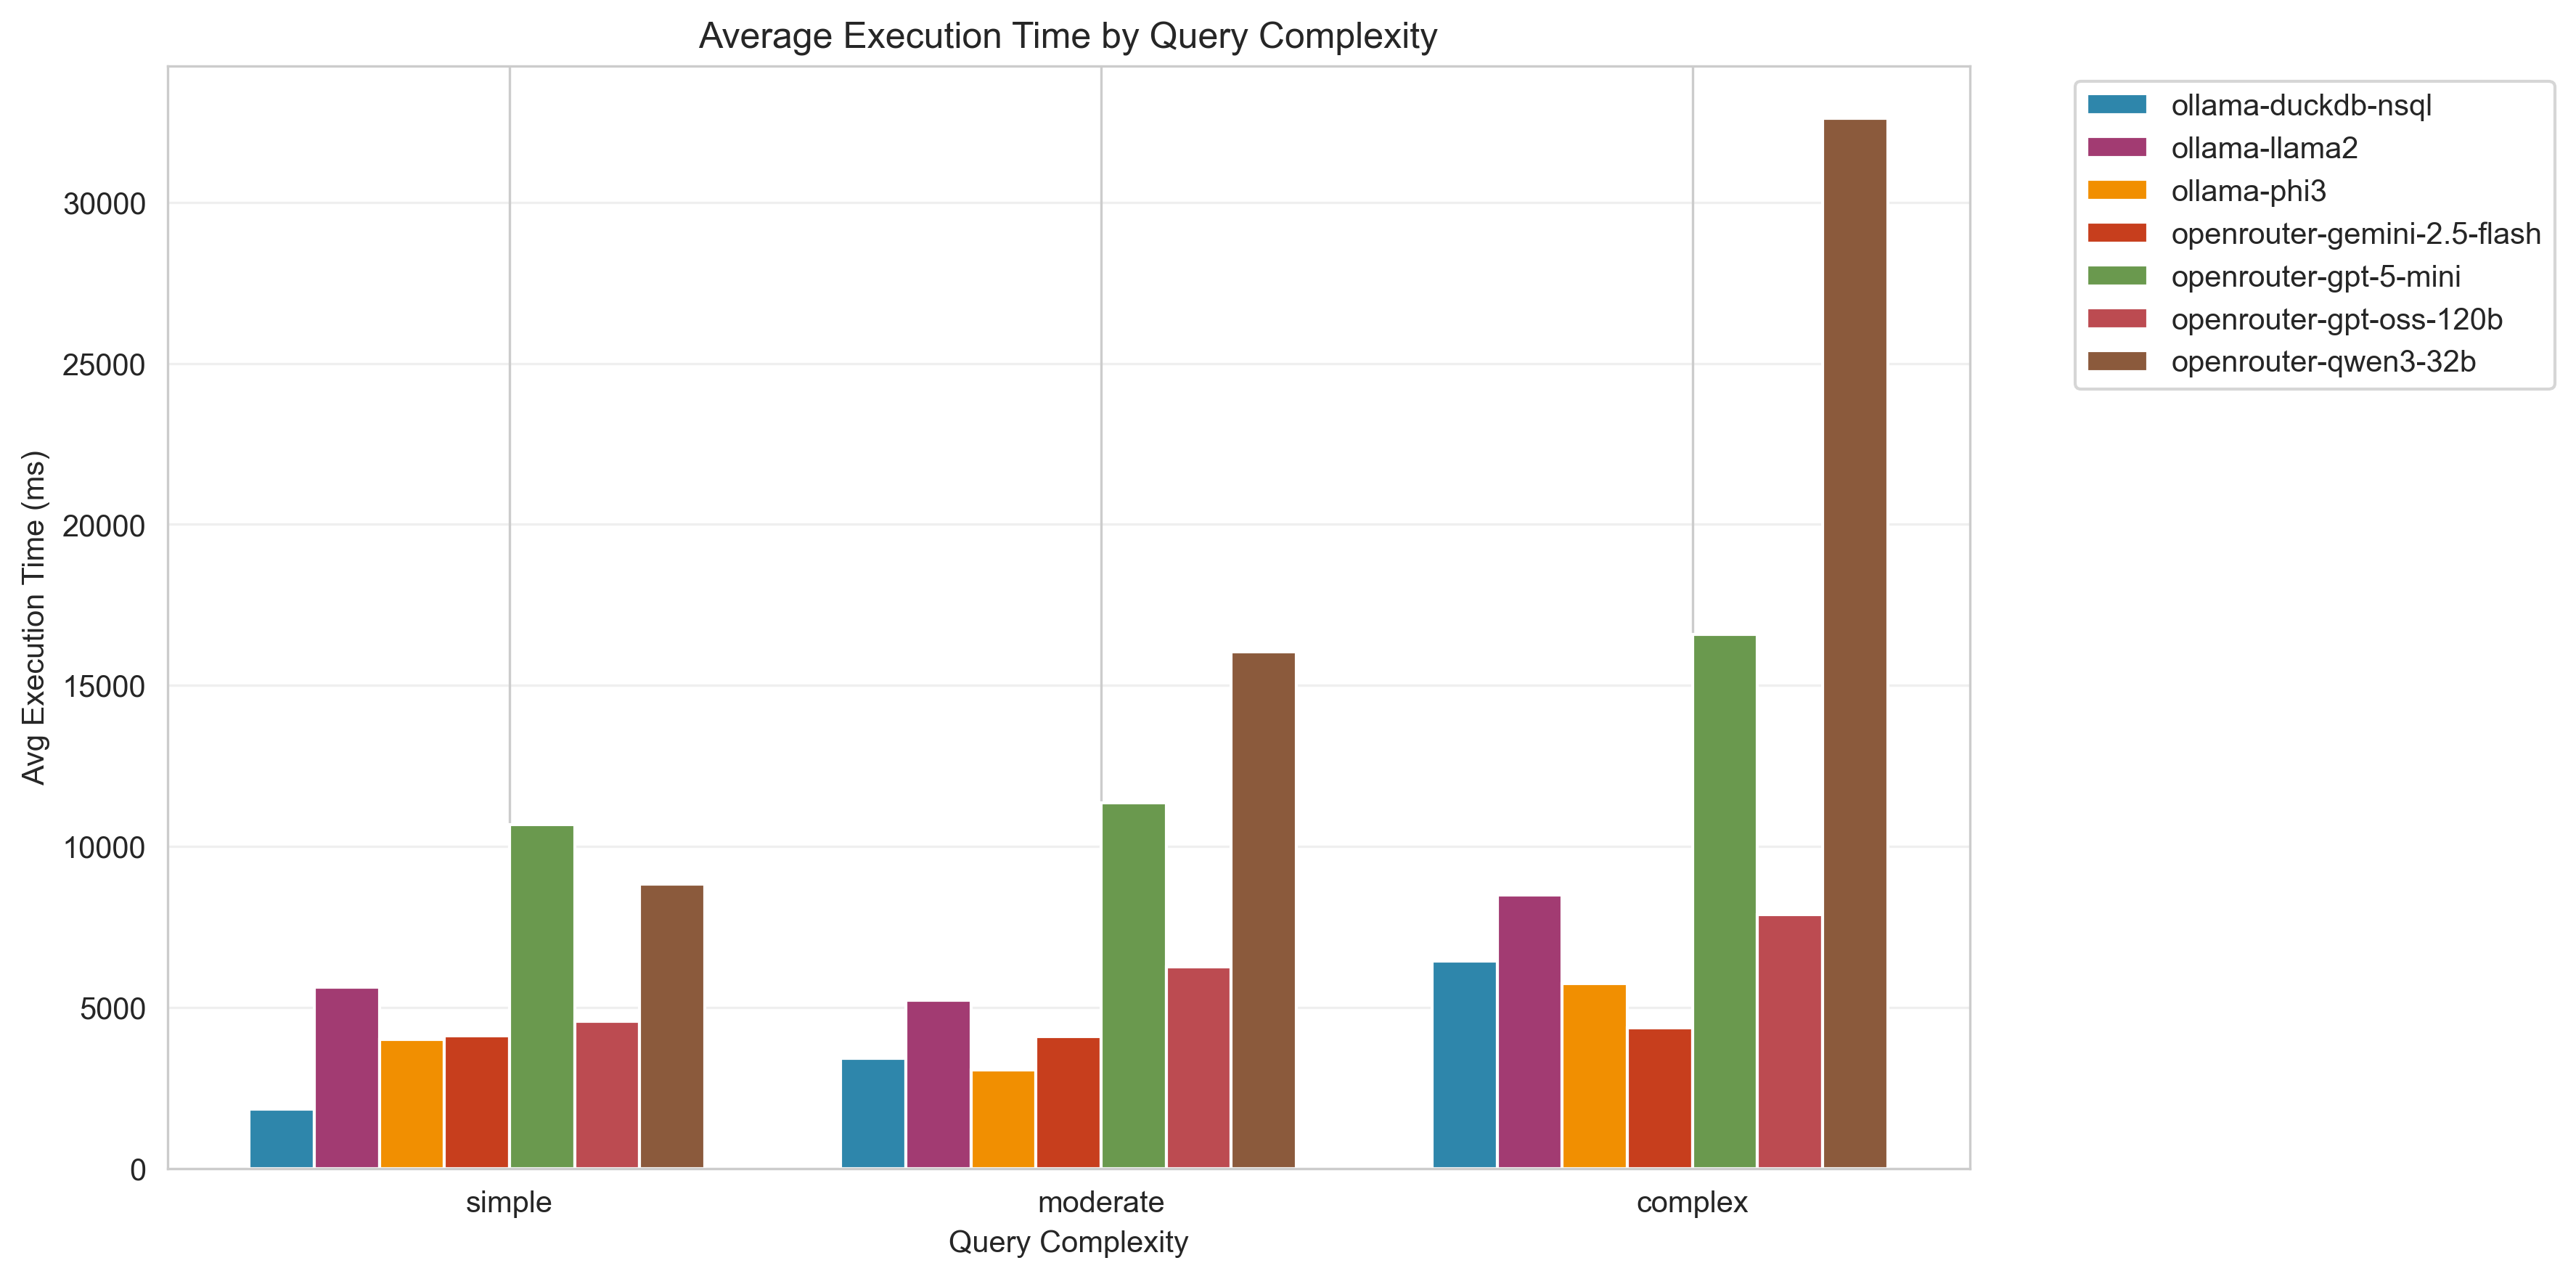 Average Execution Time by Query Complexity
Avg Execution Time (ms)
30000
25000
20000
15000
10000
5000
0
simple
moderate
complex
Query Complexity
ollama-duckdb-nsql
ollama-llama2
ollama-phi3
openrouter-gemini-2.5-flash
openrouter-gpt-5-mini
openrouter-gpt-oss-120b
openrouter-qwen3-32b